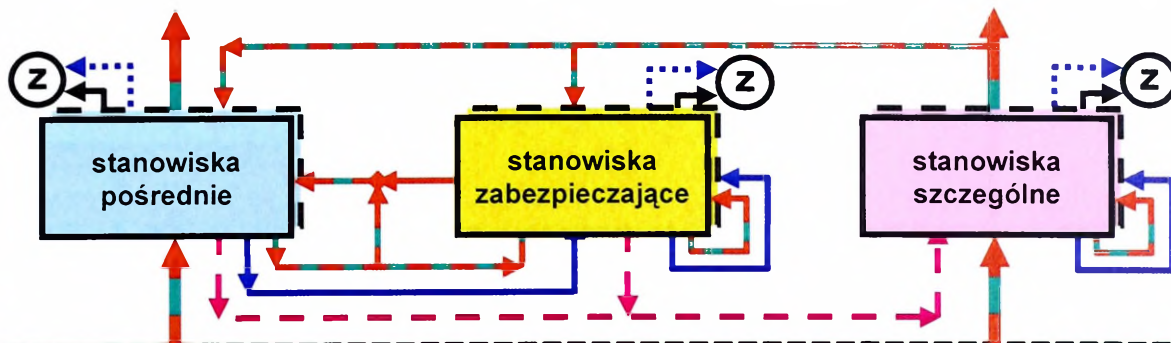 z
z
z
stanowiska
pośrednie
stanowiska
zabezpieczające
stanowiska
szczególne